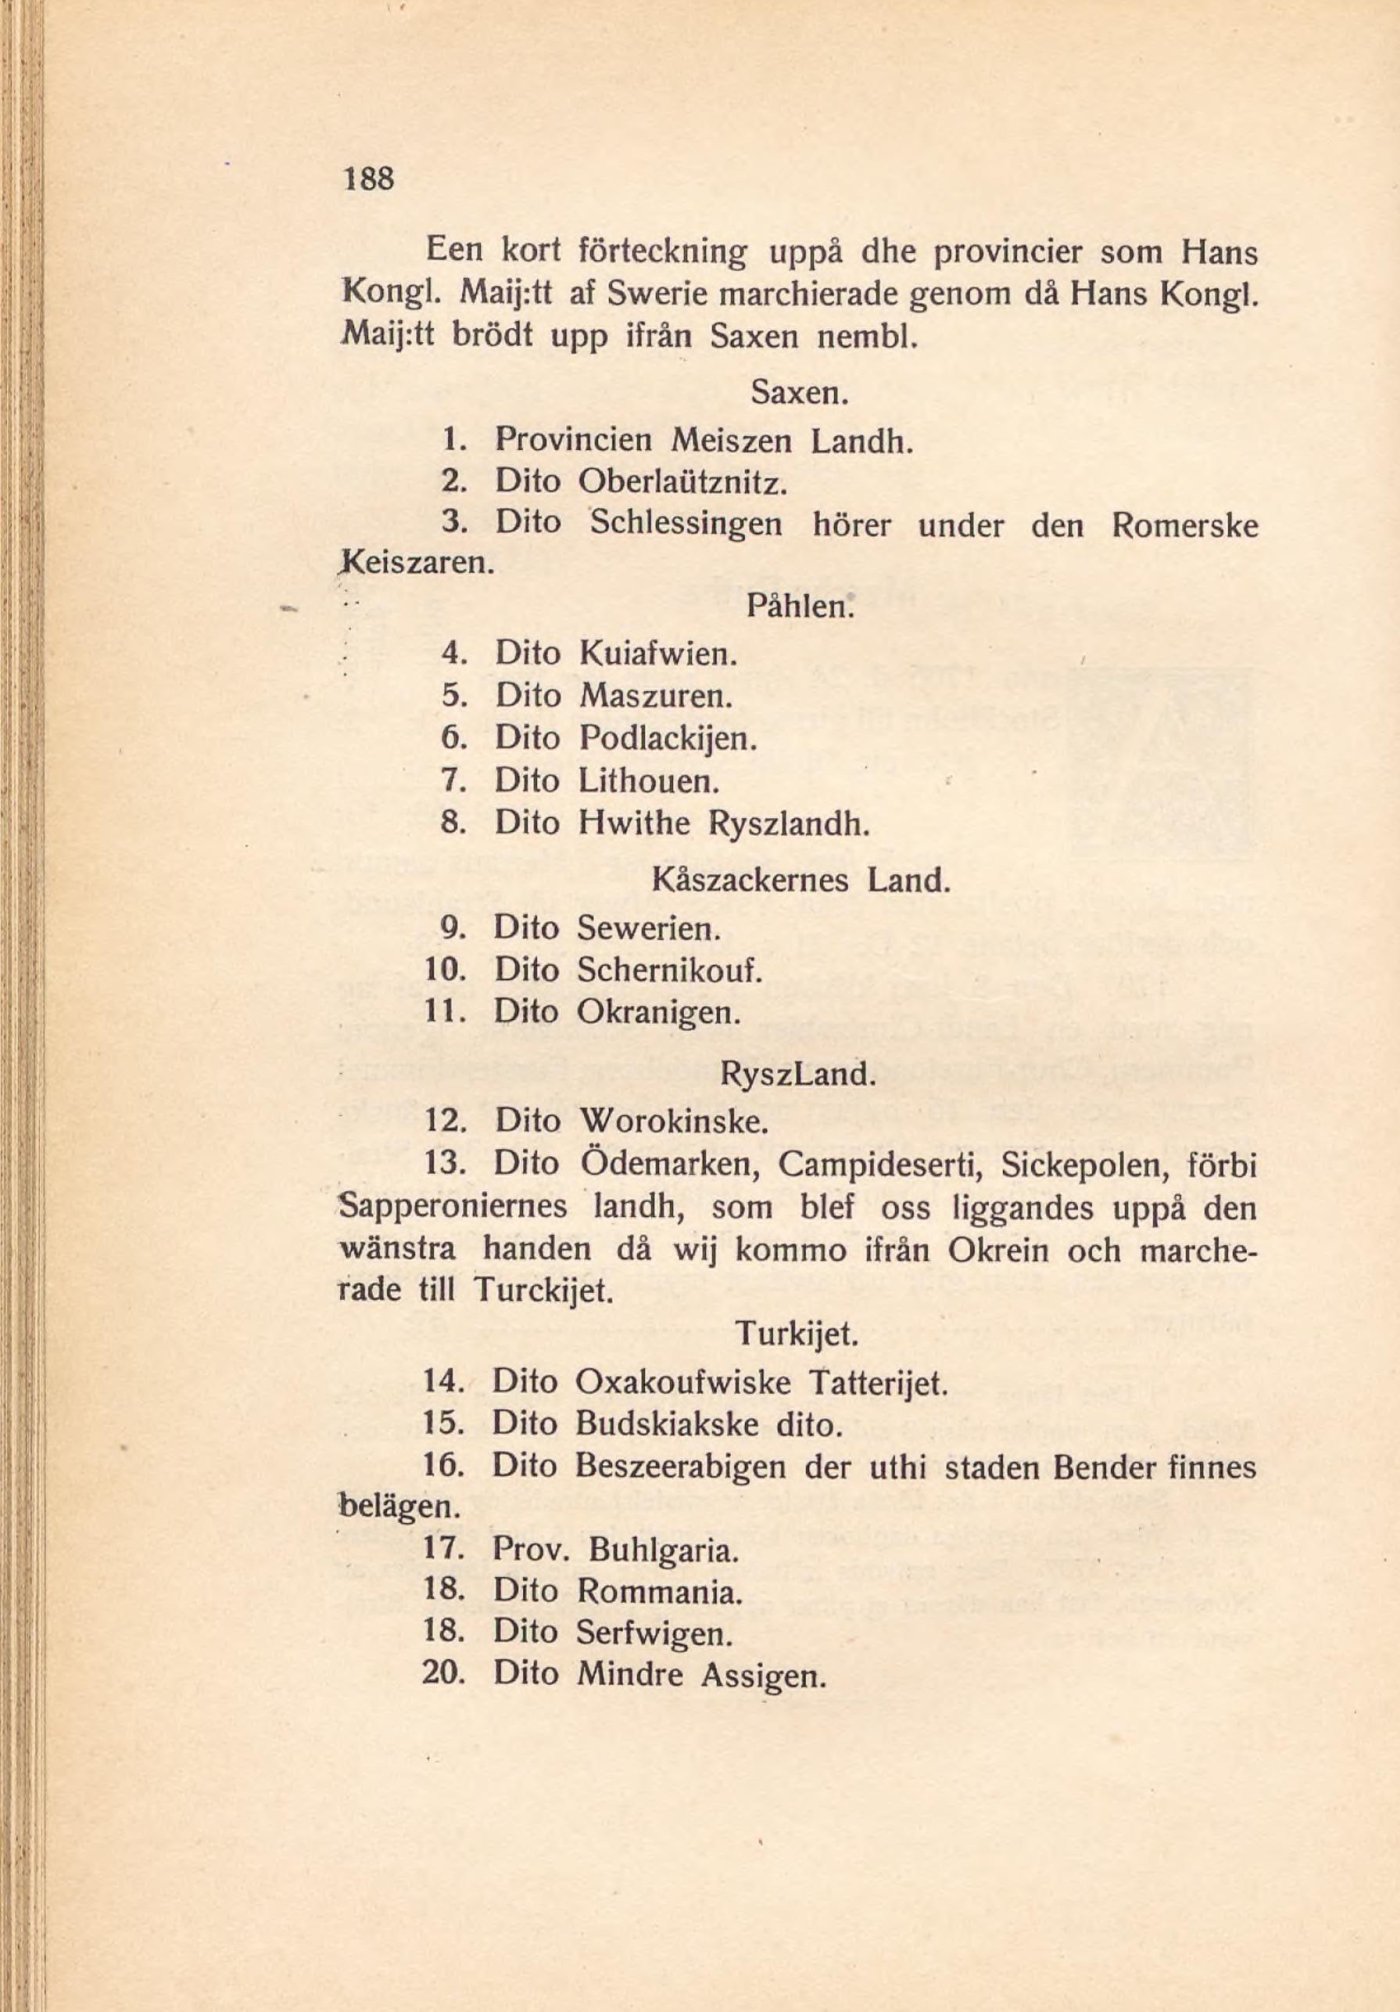 188
Een kort förteckning uppå dhe provincier som Hans
Kongl. Maij:tt af Swerie marchierade genom då Hans Kongl.
Maij:tt brödt upp ifrån Saxen nembl.
Saxen.
1. Provincien Meiszen Landh.
2. Dito Oberlaütznitz.
3. Dito Schlessingen hörer under den Romerske
Keiszaren.
Påhlen.
4. Dito Kuiafwien.
5. Dito Maszuren.
6. Dito Podlackijen.
7. Dito Lithouen.
8. Dito Hwithe Ryszlandh.
Kåszackernes Land.
9. Dito Sewerien.
10. Dito Schernikouf.
11. Dito Okranigen.
RyszLand.
12. Dito Worokinske.
13. Dito Ödemarken, Campideserti, Sickepolen, förbi
Sapperoniernes landh, som blef oss liggandes uppå den
wänstra handen då wij kommo ifrån Okrein och marche-
rade till Turckijet.
Turkijet.
14. Dito Oxakoufwiske Tatterijet.
15. Dito Budskiakske dito.
16. Dito Beszeerabigen der uthi staden Bender finnes
belägen.
17. Prov. Buhlgaria.
18. Dito Rommania.
18. Dito Serfwigen.
20. Dito Mindre Assigen.